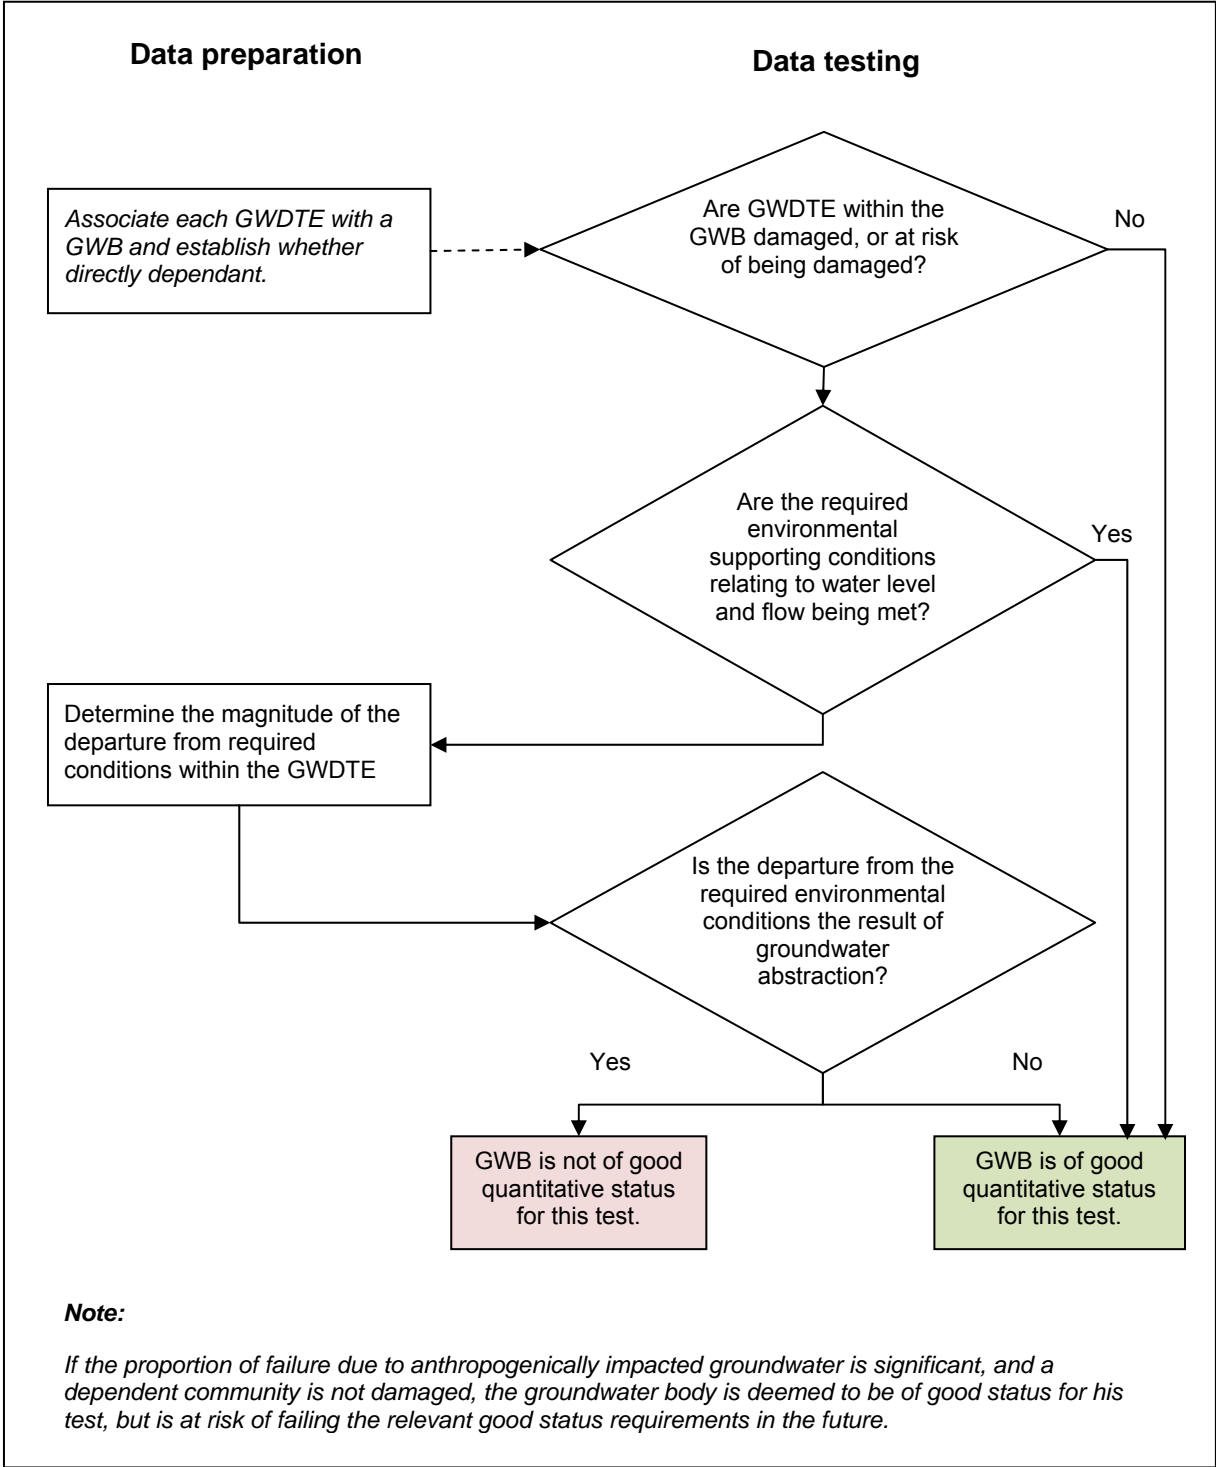 Data preparation
Data testing
Associate each GWDTE with a
GWB and establish whether
directly dependant.
Are GWDTE within the
GWB damaged, or at risk
of being damaged?
No
Are the required
environmental
supporting conditions
relating to water level
and flow being met?
Yes
Determine the magnitude of the
departure from required
conditions within the GWDTE
Is the departure from the
required environmental
conditions the result of
groundwater
abstraction?
Yes
No
GWB is not of good
quantitative status
for this test.
GWB is of good
quantitative status
for this test.
Note:
If the proportion of failure due to anthropogenically impacted groundwater is significant, and a
dependent community is not damaged, the groundwater body is deemed to be of good status for his
test, but is at risk of failing the relevant good status requirements in the future.